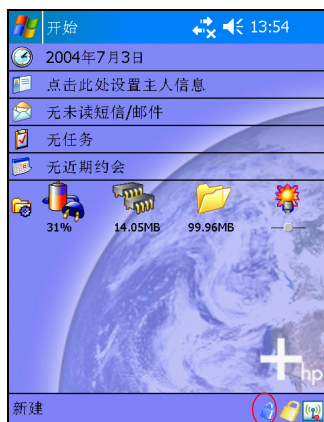 开始 13:54
2004年7月3日
点击此处设置主人信息
无未读短信/邮件
无任务
无近期约会
31% 14.05MB 99.96MB
hp
新建